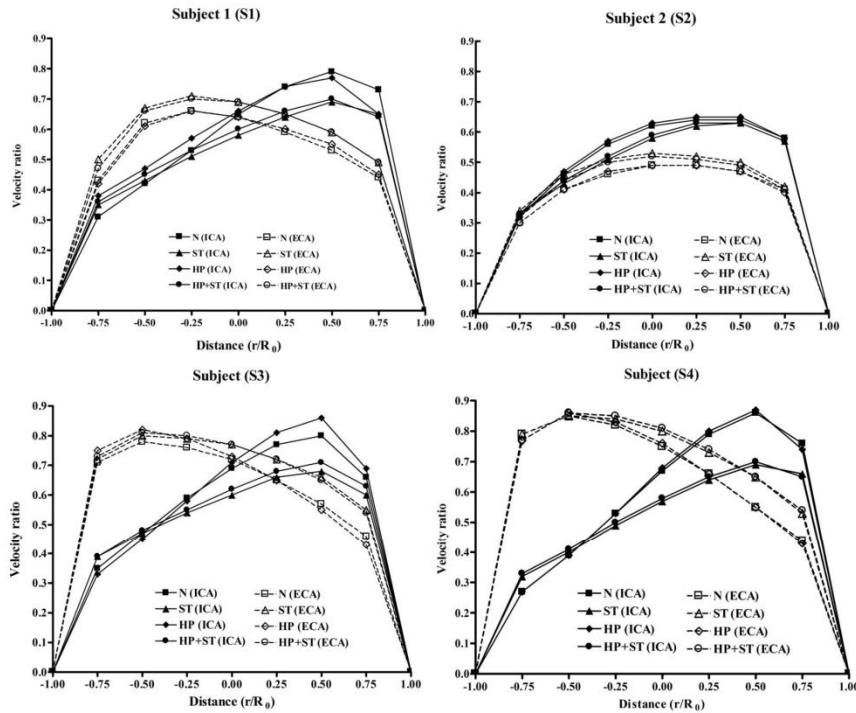 Subject 1 (S1)
Velocity ratio
0.9
0.8
0.7
0.6
0.5
0.4
0.3
0.2
0.1
0.0
N (ICA) N (ECA)
ST (ICA) ST (ECA)
HP (ICA) HP (ECA)
HP+ST (ICA) HP+ST (ECA)
-1.00 -0.75 -0.50 -0.25 0.00 0.25 0.50 0.75 1.00
Distance (r/R0)
Subject 2 (S2)
Velocity ratio
0.9
0.8
0.7
0.6
0.5
0.4
0.3
0.2
0.1
0.0
N (ICA) N (ECA)
ST (ICA) ST (ECA)
HP (ICA) HP (ECA)
HP+ST (ICA) HP+ST (ECA)
-1.00 -0.75 -0.50 -0.25 0.00 0.25 0.50 0.75 1.00
Distance (r/R0)
Subject (S3)
Velocity ratio
0.9
0.8
0.7
0.6
0.5
0.4
0.3
0.2
0.1
0.0
N (ICA) N (ECA)
ST (ICA) ST (ECA)
HP (ICA) HP (ECA)
HP+ST (ICA) HP+ST (ECA)
-1.00 -0.75 -0.50 -0.25 0.00 0.25 0.50 0.75 1.00
Distance (r/R0)
Subject (S4)
Velocity ratio
0.9
0.8
0.7
0.6
0.5
0.4
0.3
0.2
0.1
0.0
N (ICA) N (ECA)
ST (ICA) ST (ECA)
HP (ICA) HP (ECA)
HP+ST (ICA) HP+ST (ECA)
-1.00 -0.75 -0.50 -0.25 0.00 0.25 0.50 0.75 1.00
Distance (r/R0)